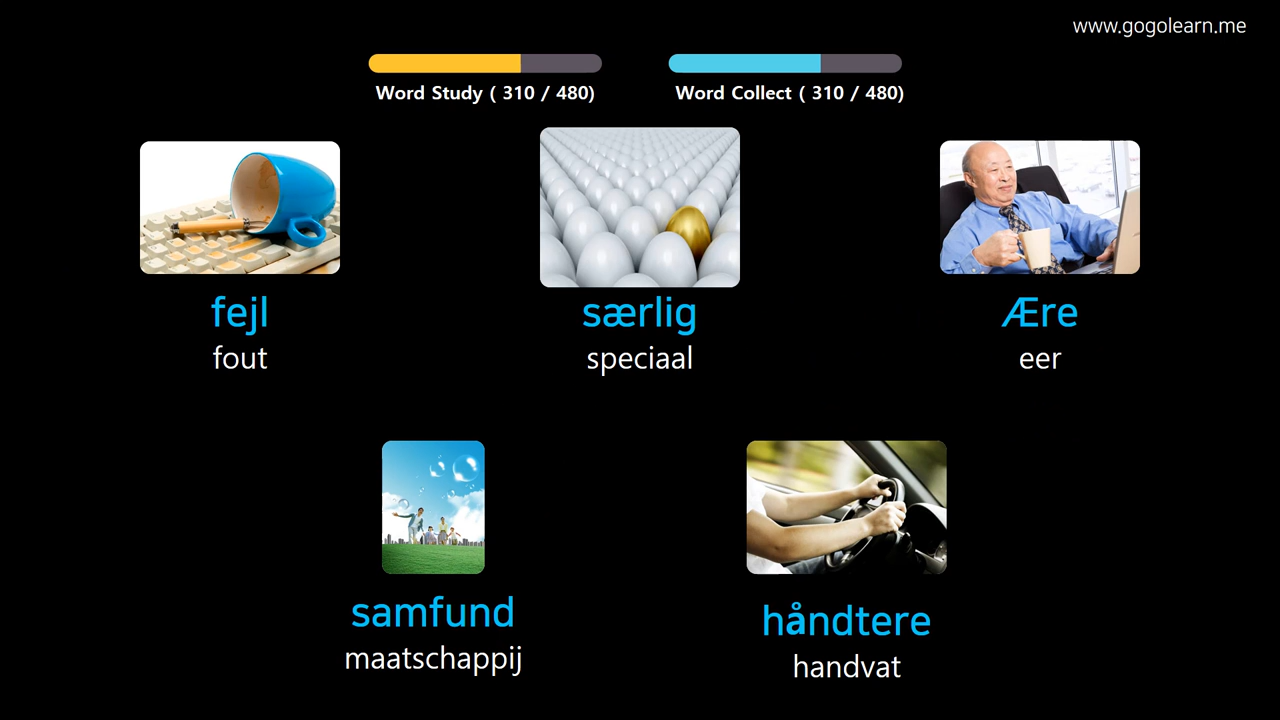 www.gogolearn.me
Word Study ( 310 / 480)
Word Collect ( 310 / 480)
fejl
fout
særlig
speciaal
Ære
eer
samfund
maatschappij
håndtere
handvat